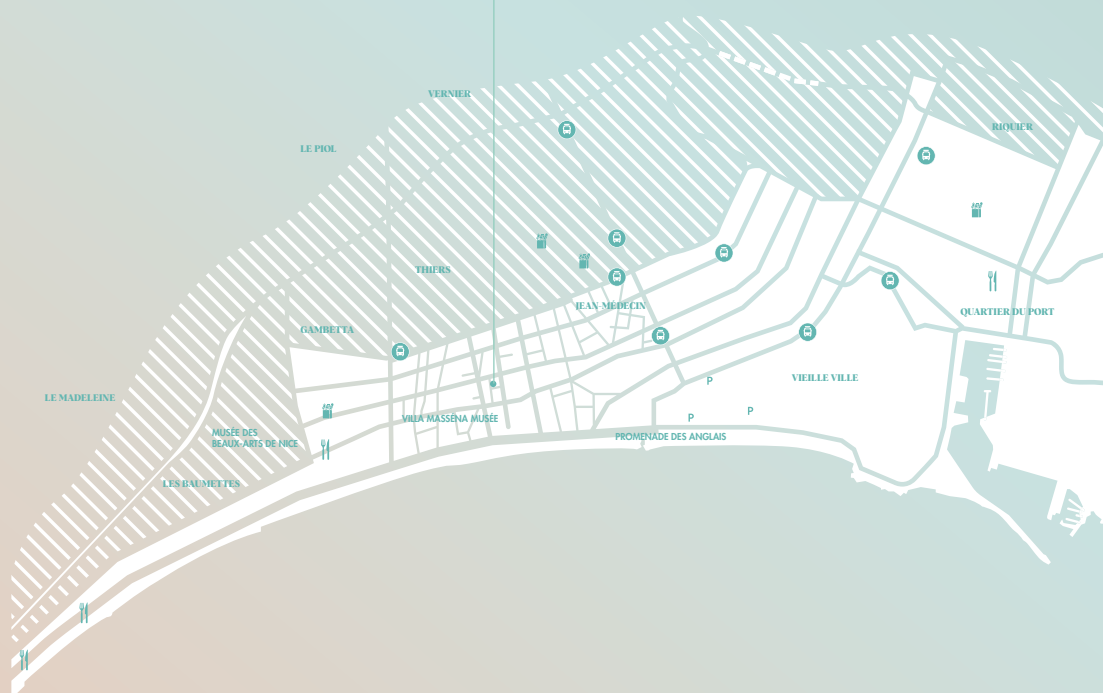 VERNIER
RIQUIER
LE PIOL
THIERS
JEAN-MÉDECIN
QUARTIER DU PORT
GAMBETTA
VIEILLE VILLE
P
LE MADELEINE
P
P
VILLA MASSENA MUSÉE
MUSÉE DES
BEAUX-ARTS DE NICE
PROMENADE DES ANGLAIS
LES BAUMETTES